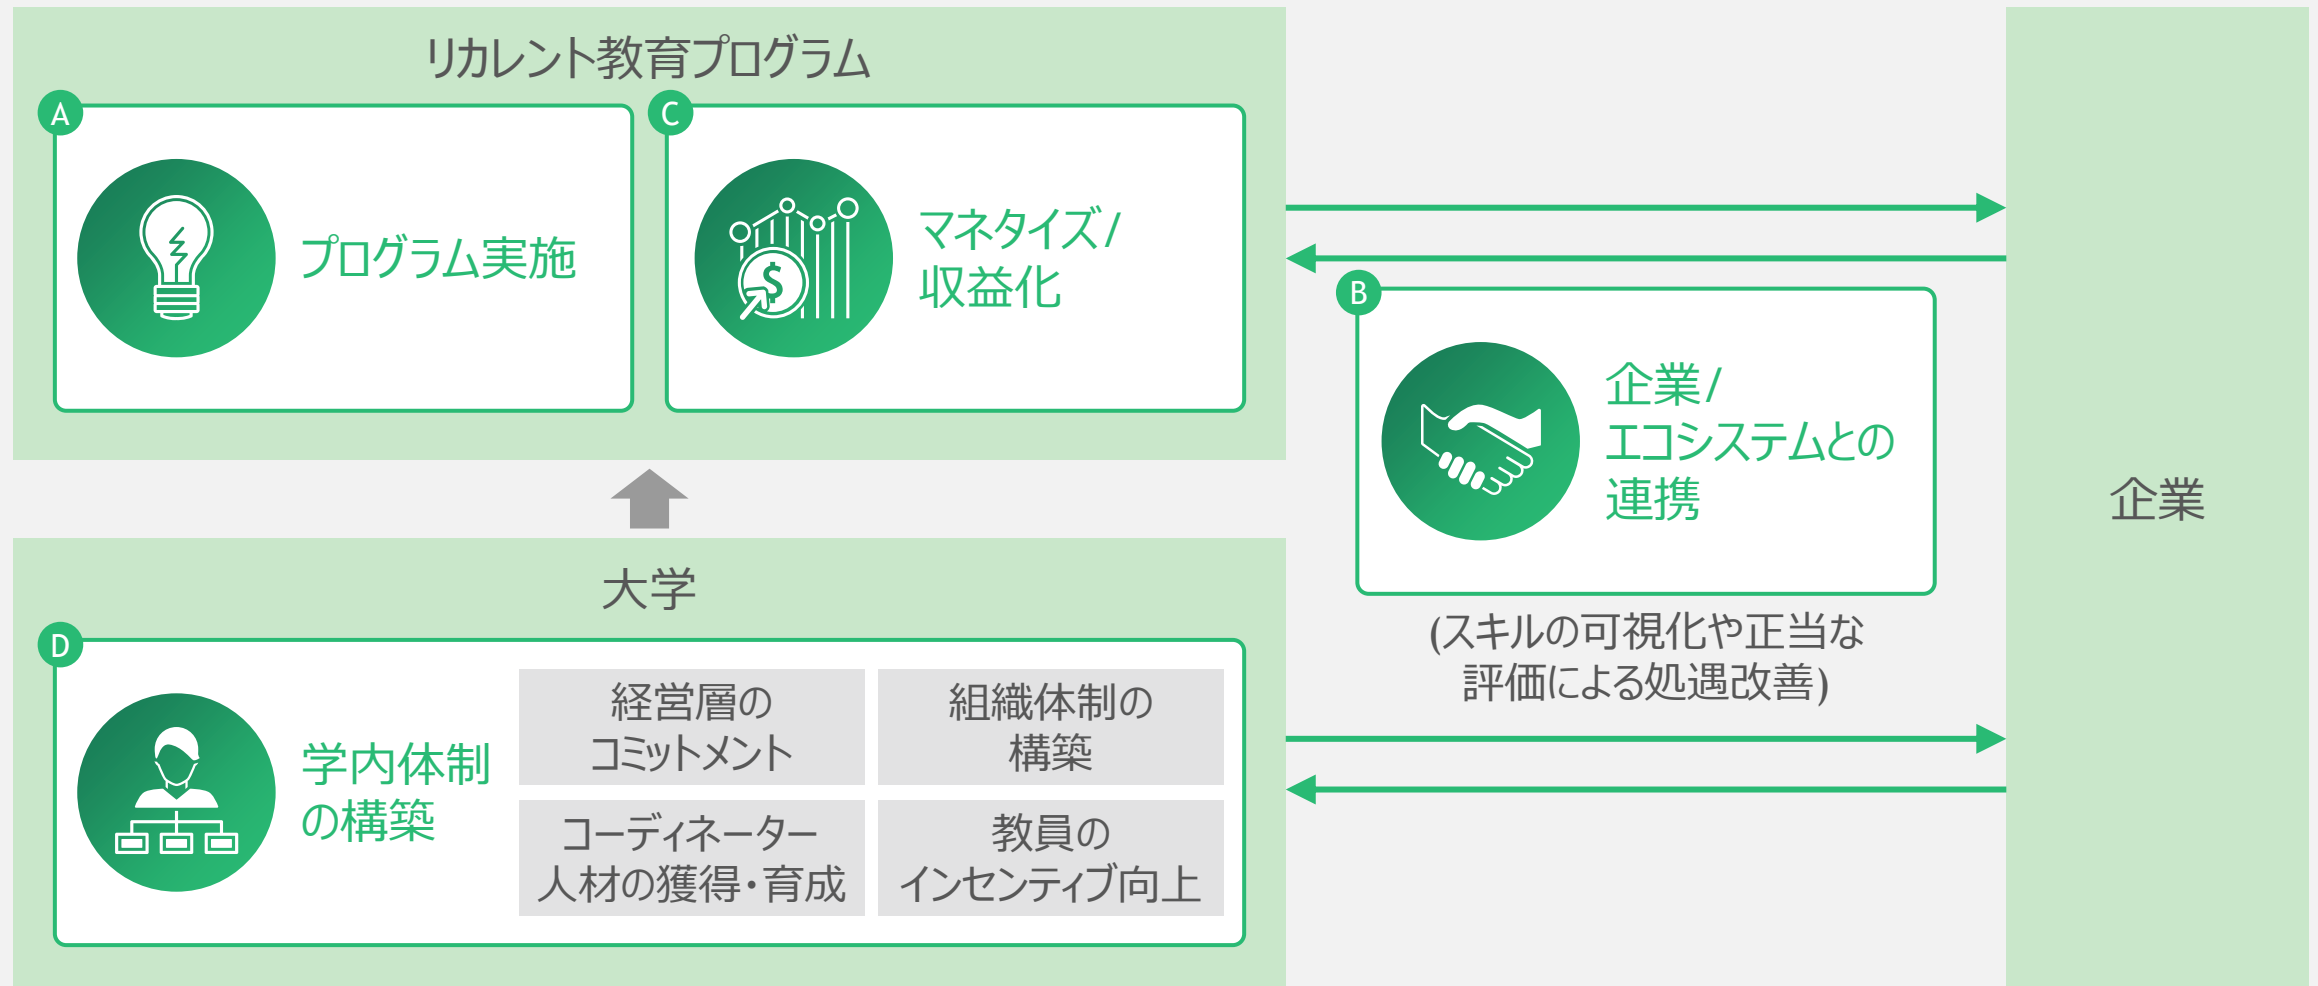 リカレント教育プログラム
A
プログラム実施
C
マネタイズ/
収益化
B
企業/
エコシステムとの
連携
(スキルの可視化や正当な
評価による処遇改善)
企業
大学
D
学内体制
の構築
経営層の
コミットメント
組織体制の
構築
コーディネーター
人材の獲得・育成
教員の
インセンティブ向上
$